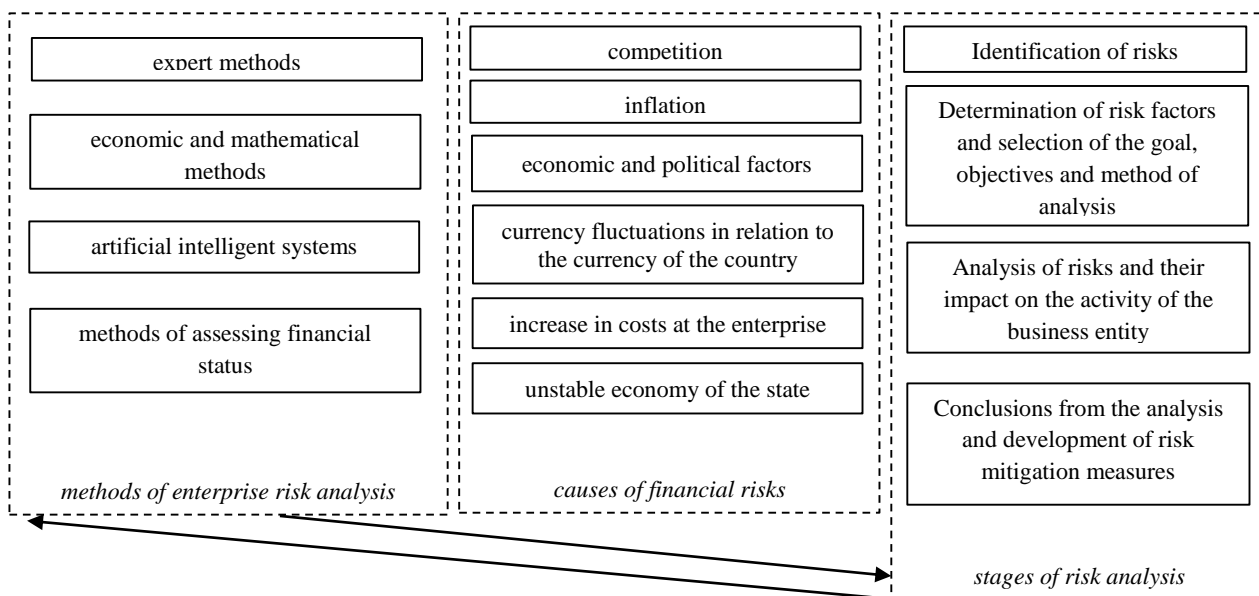 expert methods
economic and mathematical
methods
artificial intelligent systems
methods of assessing financial
status
methods of enterprise risk analysis
competition
inflation
economic and political factors
currency fluctuations in relation to
the currency of the country
increase in costs at the enterprise
unstable economy of the state
causes of financial risks
Identification of risks
Determination of risk factors
and selection of the goal,
objectives and method of
analysis
Analysis of risks and their
impact on the activity of the
business entity
Conclusions from the analysis
and development of risk
mitigation measures
stages of risk analysis